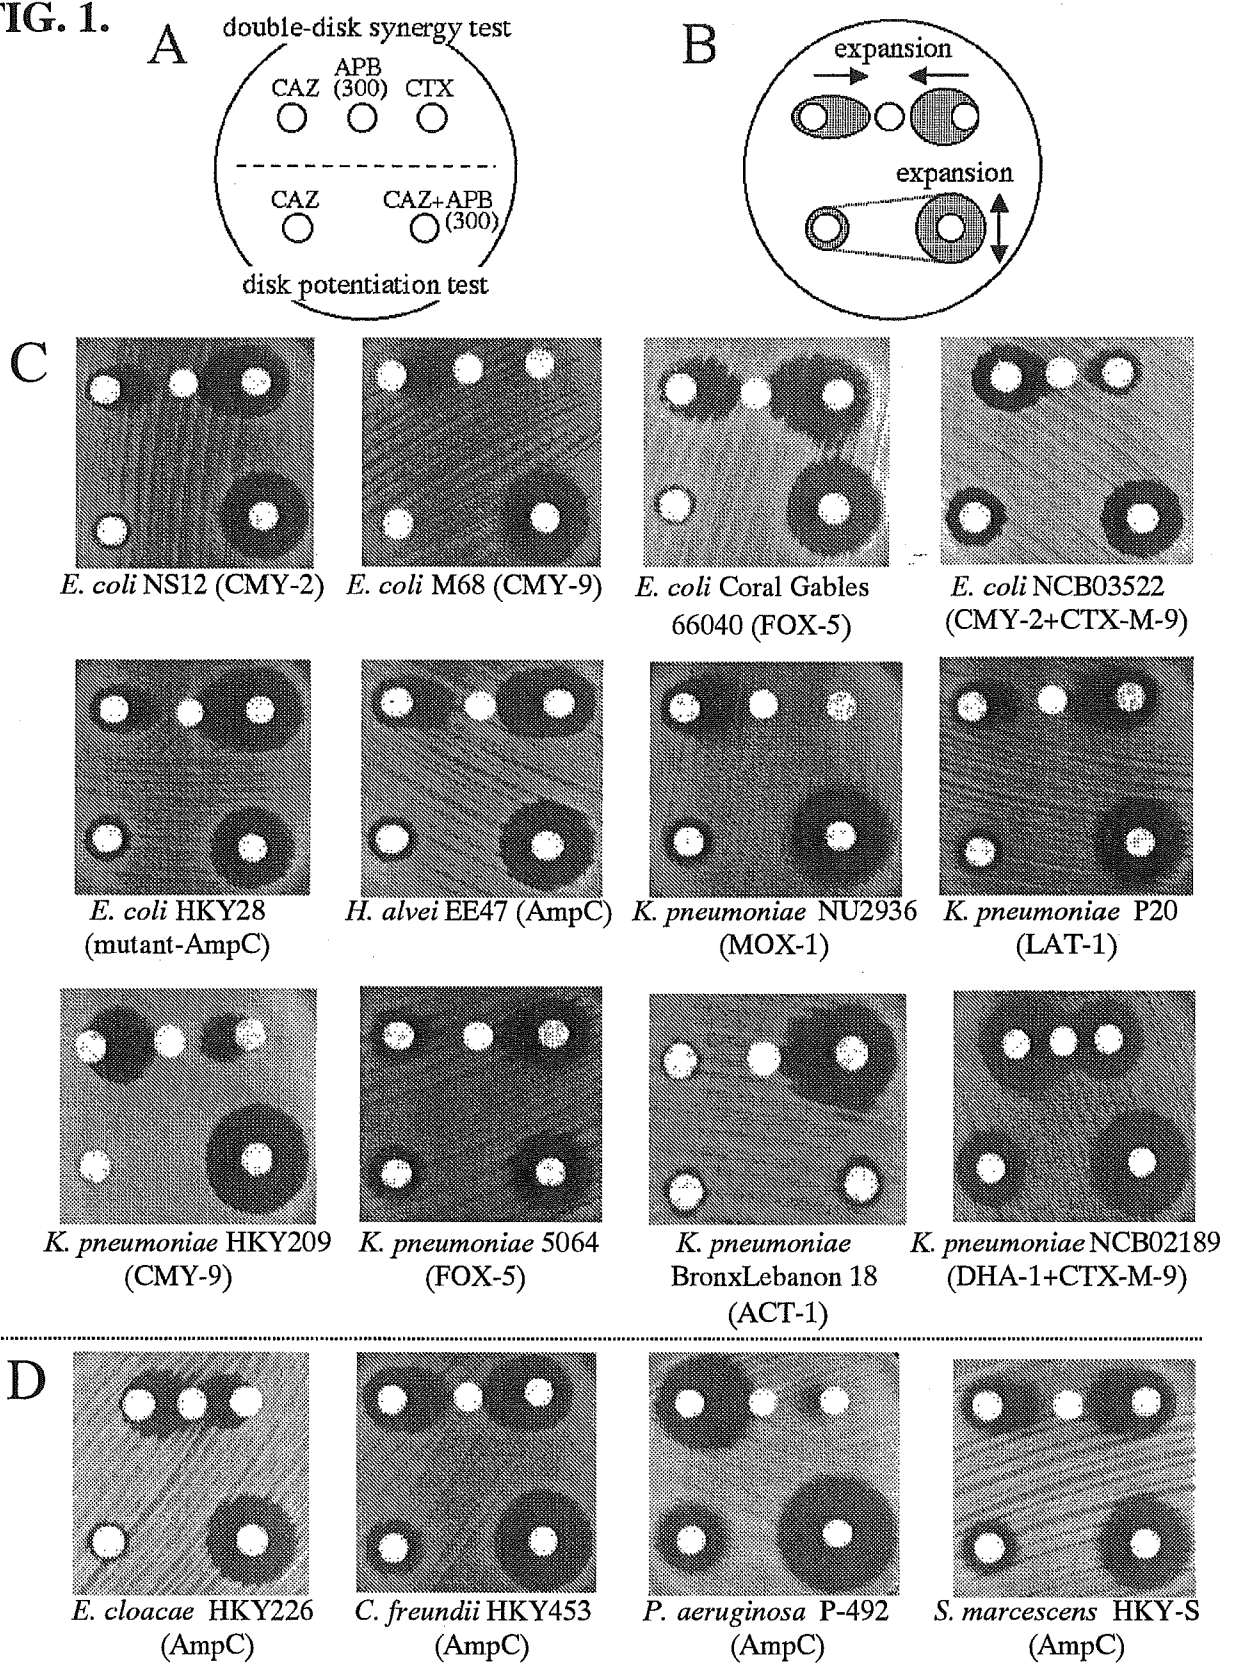 FIG. 1.
A
double-disk synergy test
APB
CAZ (300) CTX
CAZ CAZ+APB
(300)
disk potentiation test
B
expansion
expansion
C
E. coli NS12 (CMY-2)
E. coli M68 (CMY-9)
E. coli Coral Gables
66040 (FOX-5)
E. coli NCB03522
(CMY-2+CTX-M-9)
E. coli HKY28
(mutant-AmpC)
H. alvei EE47 (AmpC)
K. pneumoniae NU2936
(MOX-1)
K. pneumoniae P20
(LAT-1)
K. pneumoniae HKY209
(CMY-9)
K. pneumoniae 5064
(FOX-5)
K. pneumoniae
BronxLebanon 18
(ACT-1)
K. pneumoniae NCB02189
(DHA-1+CTX-M-9)
D
E. cloacae HKY226
(AmpC)
C. freundii HKY453
(AmpC)
P. aeruginosa P-492
(AmpC)
S. marcescens HKY-S
(AmpC)